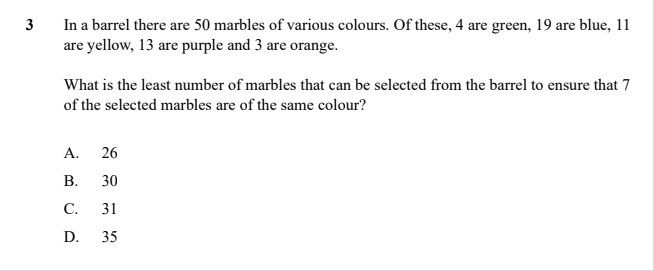 3 In a barrel there are 50 marbles of various colours. Of these, 4 are green, 19 are blue, 11
are yellow, 13 are purple and 3 are orange.
What is the least number of marbles that can be selected from the barrel to ensure that 7
of the selected marbles are of the same colour?
A. 26
B. 30
C. 31
D. 35